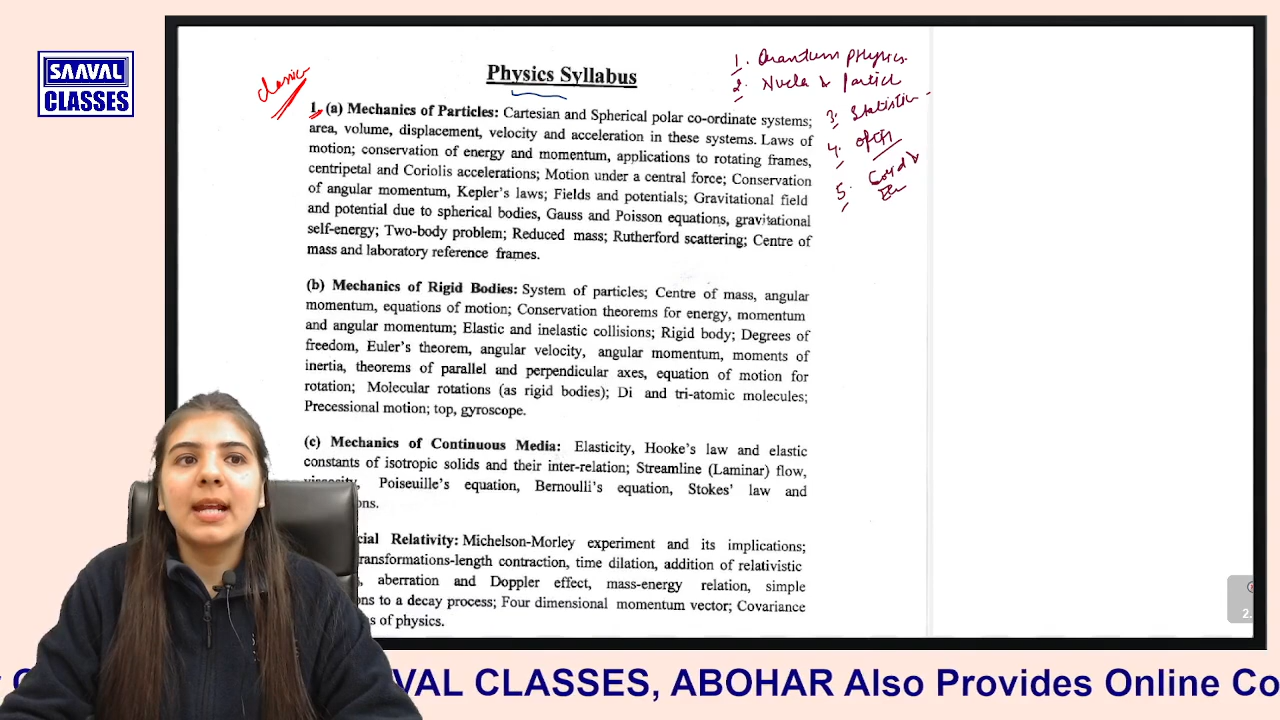 SAAVAL
CLASSES
Physics Syllabus
1. (a) Mechanics of Particles: Cartesian and Spherical polar co-ordinate systems;
area, volume, displacement, velocity and acceleration in these systems. Laws of
motion; conservation of energy and momentum, applications to rotating frames,
centripetal and Coriolis accelerations; Motion under a central force; Conservation
of angular momentum, Kepler's laws; Fields and potentials; Gravitational field
and potential due to spherical bodies, Gauss and Poisson equations, gravitational
self-energy; Two-body problem; Reduced mass; Rutherford scattering; Centre of
mass and laboratory reference frames.
(b) Mechanics of Rigid Bodies: System of particles; Centre of mass, angular
momentum, equations of motion; Conservation theorems for energy, momentum
and angular momentum; Elastic and inelastic collisions; Rigid body; Degrees of
freedom, Euler's theorem, angular velocity, angular momentum, moments of
inertia, theorems of parallel and perpendicular axes, equation of motion for
rotation; Molecular rotations (as rigid bodies); Di and tri-atomic molecules;
Precessional motion; top, gyroscope.
(c) Mechanics of Continuous Media: Elasticity, Hooke's law and elastic
constants of isotropic solids and their inter-relation; Streamline (Laminar) flow,
viscosity, Poiseuille's equation, Bernoulli's equation, Stokes' law and
ons.
cial Relativity: Michelson-Morley experiment and its implications;
transformations-length contraction, time dilation, addition of relativistic
aberration and Doppler effect, mass-energy relation, simple
ons to a decay process; Four dimensional momentum vector; Covariance
s of physics.
1. Quantum Physics.
2. Nucle & Particl
3.
4.
5.
2.
VAL CLASSES, ABOHAR Also Provides Online Co